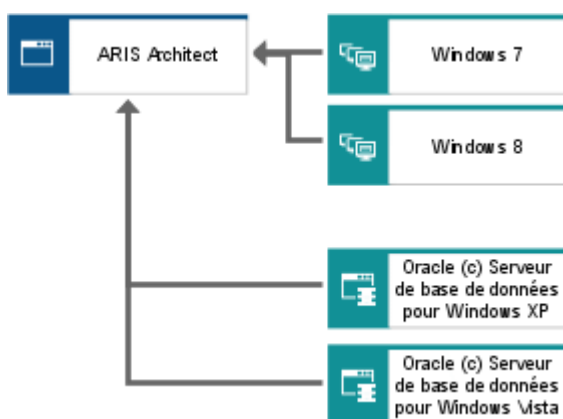 ARIS Architect
Windows 7
Windows 8
Oracle (c) Serveur
de base de données
pour Windows XP
Oracle (c) Serveur
de base de données
pour Windows Vista